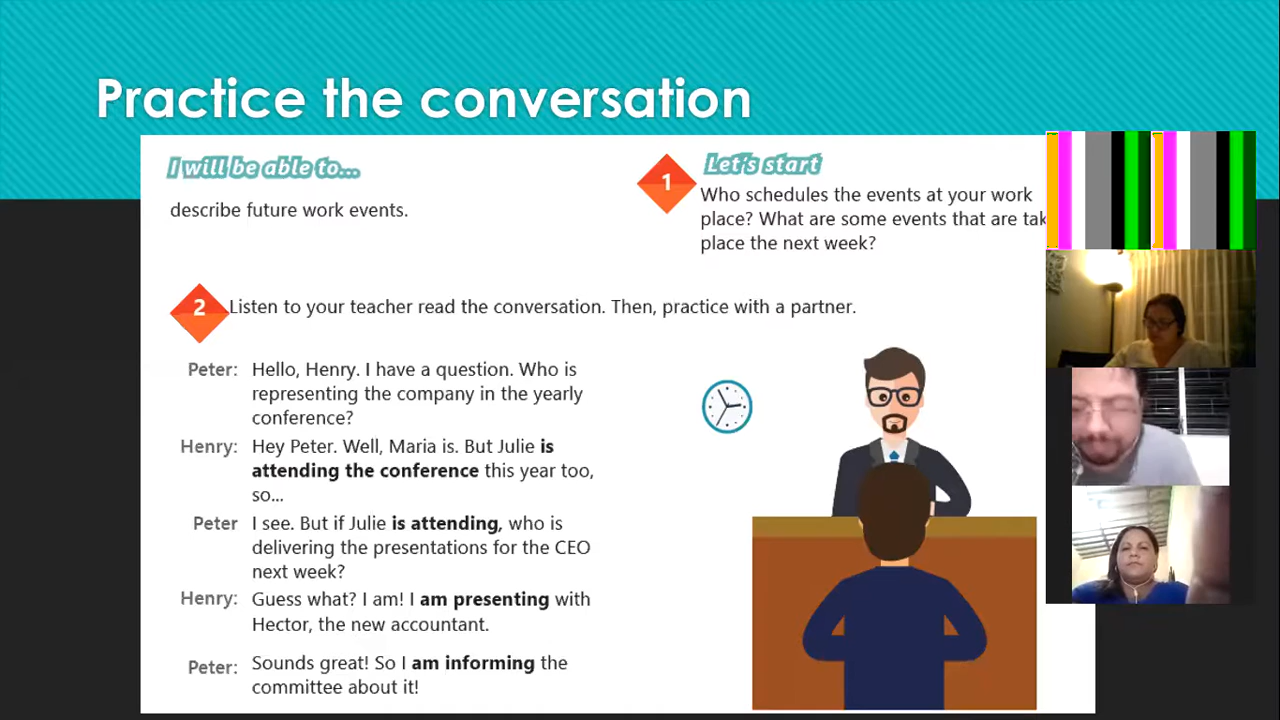 Practice the conversation
I will be able to...
describe future work events.
1
Let's start
Who schedules the events at your work
place? What are some events that are
place the next week?
2
Listen to your teacher read the conversation. Then, practice with a partner.
Peter: Hello, Henry. I have a question. Who is
representing the company in the yearly
conference?
Henry: Hey Peter. Well, Maria is. But Julie is
attending the conference this year too,
so...
Peter I see. But if Julie is attending, who is
delivering the presentations for the CEO
next week?
Henry: Guess what? I am! I am presenting with
Hector, the new accountant.
Peter: Sounds great! So I am informing the
committee about it!